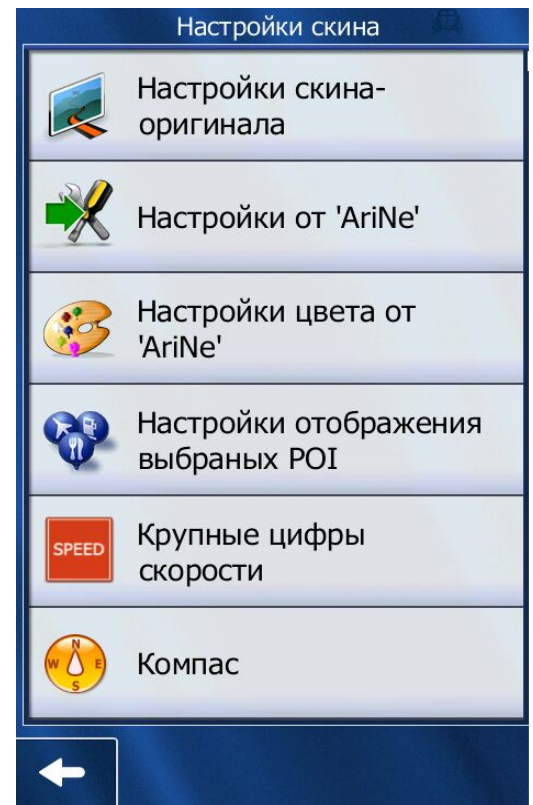 Настройки скина
Настройки скина-
оригинала
Настройки от 'AriNe'
Настройки цвета от
'AriNe'
Настройки отображения
выбраных POI
SPEED
Крупные цифры
скорости
N
W E
S
Компас